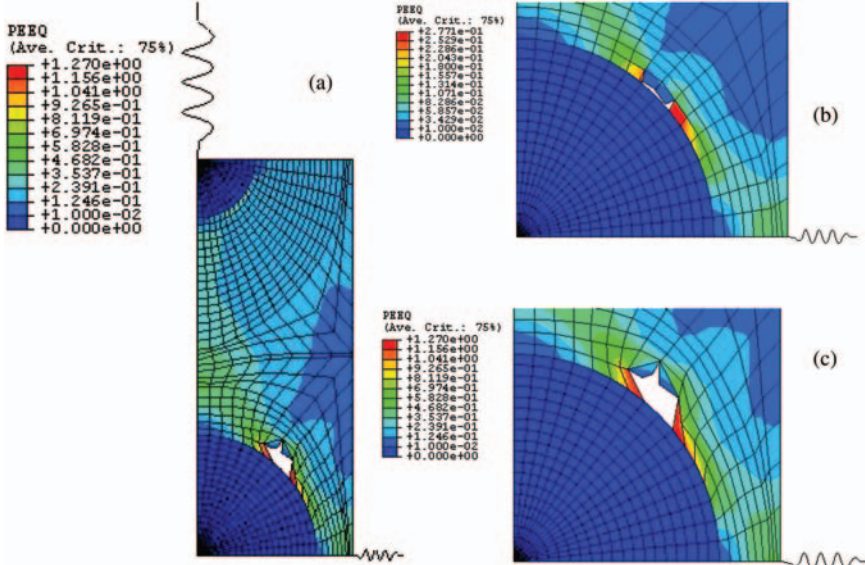 PEEQ
(Ave. Crit.: 75%)
+1.270e+00
+1.156e+00
+1.041e+00
+9.265e-01
+8.119e-01
+6.974e-01
+5.828e-01
+4.682e-01
+3.537e-01
+2.391e-01
+1.246e-01
+1.000e-02
+0.000e+00
(a)
PEEQ
(Ave. Crit.: 75%)
+2.771e-01
+2.529e-01
+2.286e-01
+2.043e-01
+1.800e-01
+1.557e-01
+1.314e-01
+1.071e-01
+8.286e-02
+5.857e-02
+3.429e-02
+1.000e-02
+0.000e+00
(b)
PEEQ
(Ave. Crit.: 75%)
+1.270e+00
+1.156e+00
+1.041e+00
+9.265e-01
+8.119e-01
+6.974e-01
+5.828e-01
+4.682e-01
+3.537e-01
+2.391e-01
+1.246e-01
+1.000e-02
+0.000e+00
(c)